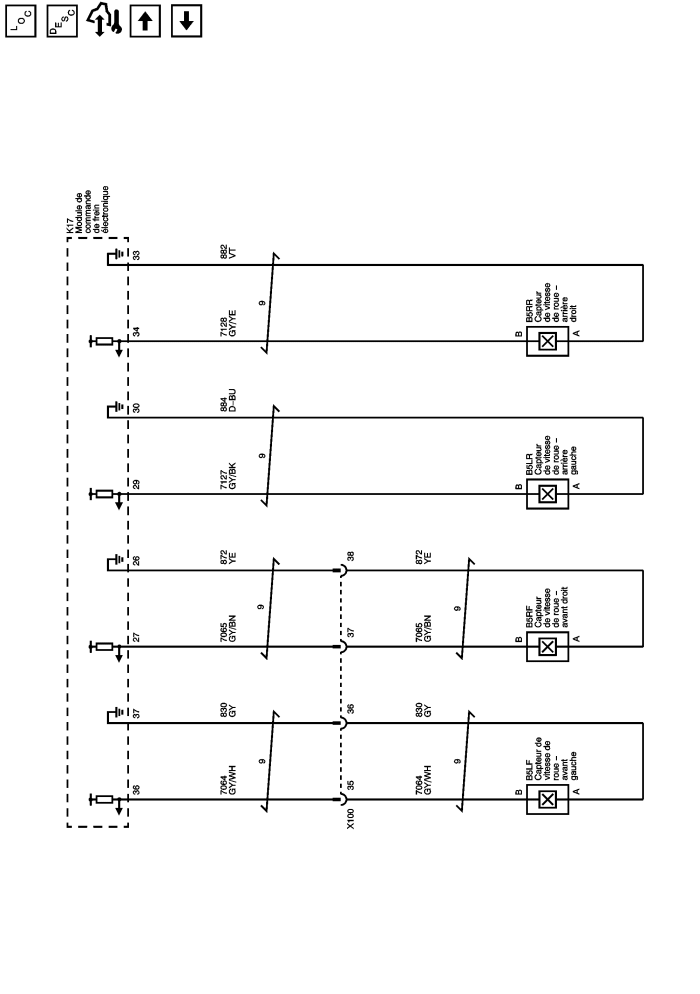 LOC
DESC
K17
Module de
commande
de frein
électronique
36
37
27
26
29
30
34
33
7064
GY/WH
830
GY
7065
GY/BN
872
YE
7127
GY/BK
884
D-BU
7128
GY/YE
882
VT
9
9
9
9
X100
35
36
37
38
7064
GY/WH
830
GY
7065
GY/BN
872
YE
9
9
B
B5LF
Capteur de
vitesse de
roue –
avant
gauche
A
B
B5RF
Capteur
de vitesse
de roue –
avant droit
A
B
B5LR
Capteur
de vitesse
de roue –
arrière
gauche
A
B
B5RR
Capteur
de vitesse
de roue –
arrière
droit
A